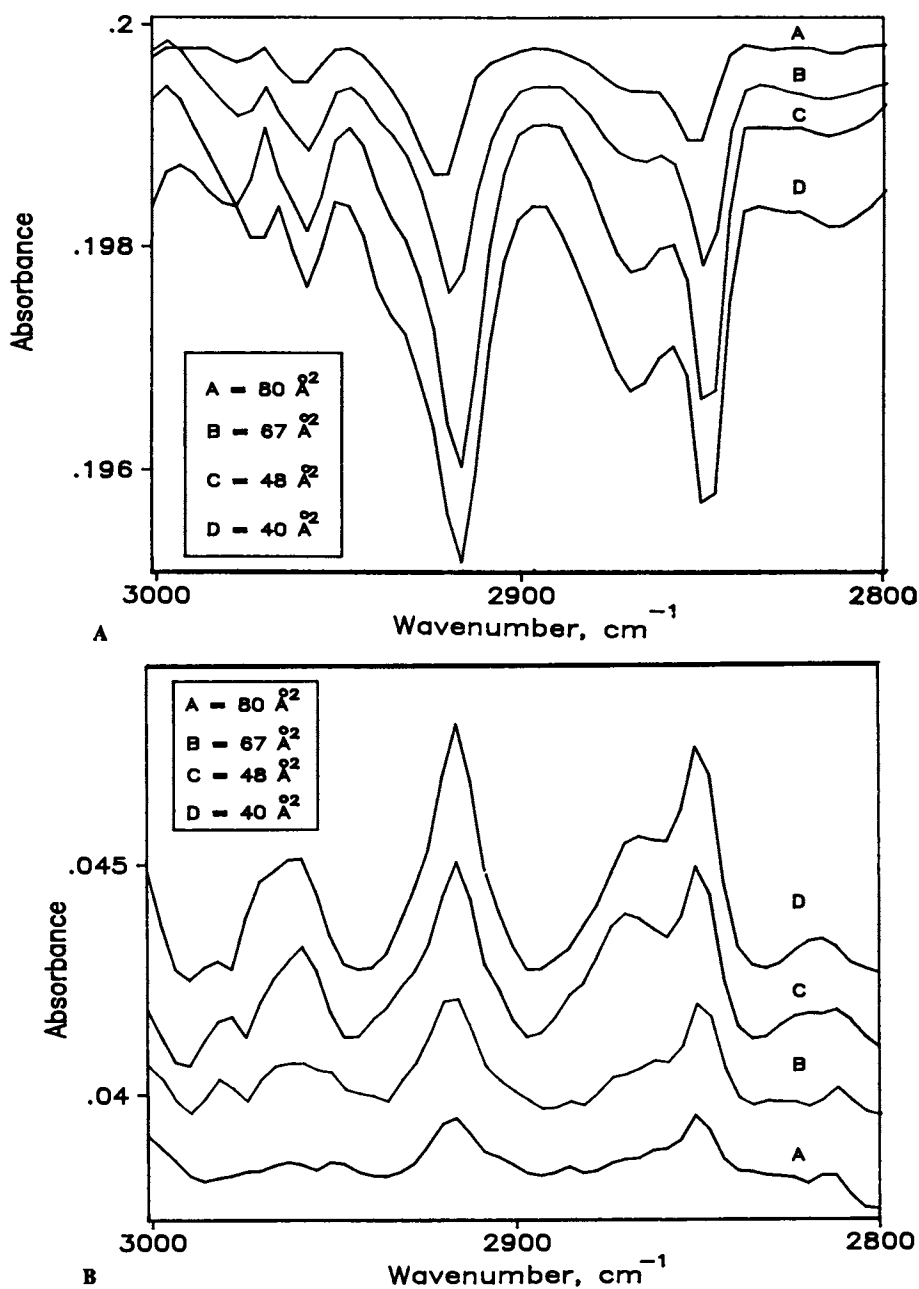 .2
.198
.196
Absorbance
A
B
C
D
A = 80 Å²
B = 67 Å²
C = 48 Å²
D = 40 Å²
3000 2900 2800
Wavenumber, cm⁻¹
A
A = 80 Å²
B = 67 Å²
C = 48 Å²
D = 40 Å²
.045
.04
Absorbance
D
C
B
A
3000 2900 2800
Wavenumber, cm⁻¹
B